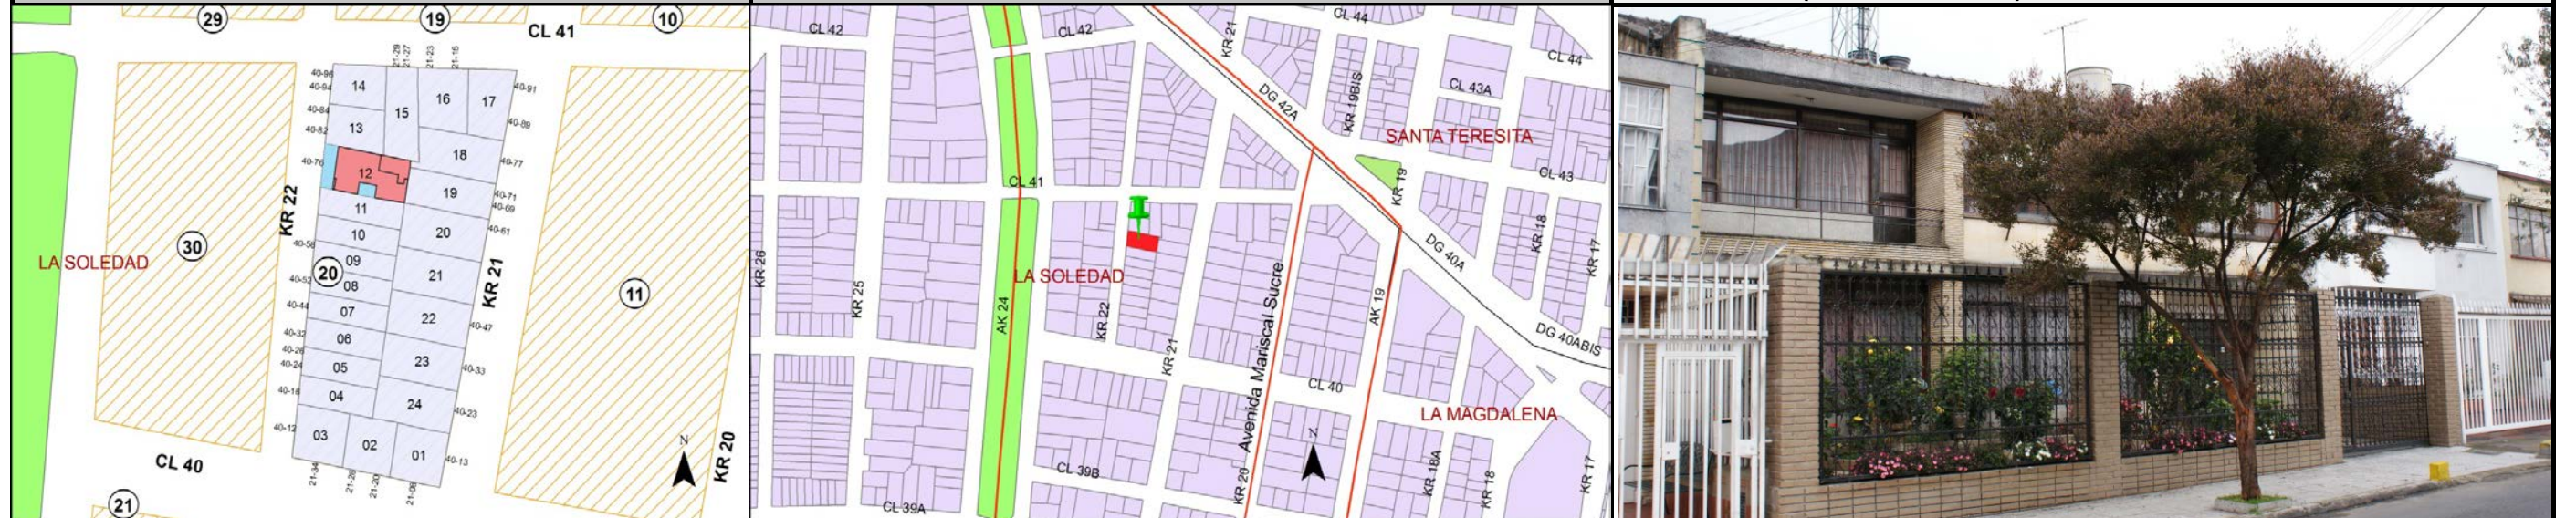 29
19
10
CL 41
21-29
21-27
21-23
21-15
40-96
40-94
40-84
40-82
40-76
14
15
16
17
13
18
12
19
11
10
20
09
08
21
07
22
06
23
05
04
24
03
02
01
40-91
40-89
40-77
40-71
40-69
40-61
40-47
40-33
40-23
40-13
KR 22
30
LA SOLEDAD
20
KR 21
11
40-58
40-52
40-44
40-32
40-26
40-24
40-16
40-12
CL 40
21-34
N
KR 20
21
CL 42
CL 42
KR 21
CL 44
CL 44
DG 42A
KR 19BIS
CL 43A
SANTA TERESITA
CL 41
KR 19
CL 43
KR 18
KR 17
DG 40A
KR 26
KR 25
LA SOLEDAD
AK 24
KR 22
KR 21
Avenida Mariscal Sucre
AK 19
DG 40ABIS
CL 40
LA MAGDALENA
N
CL 39B
KR 20
KR 18A
KR 18
KR 17
CL 39A